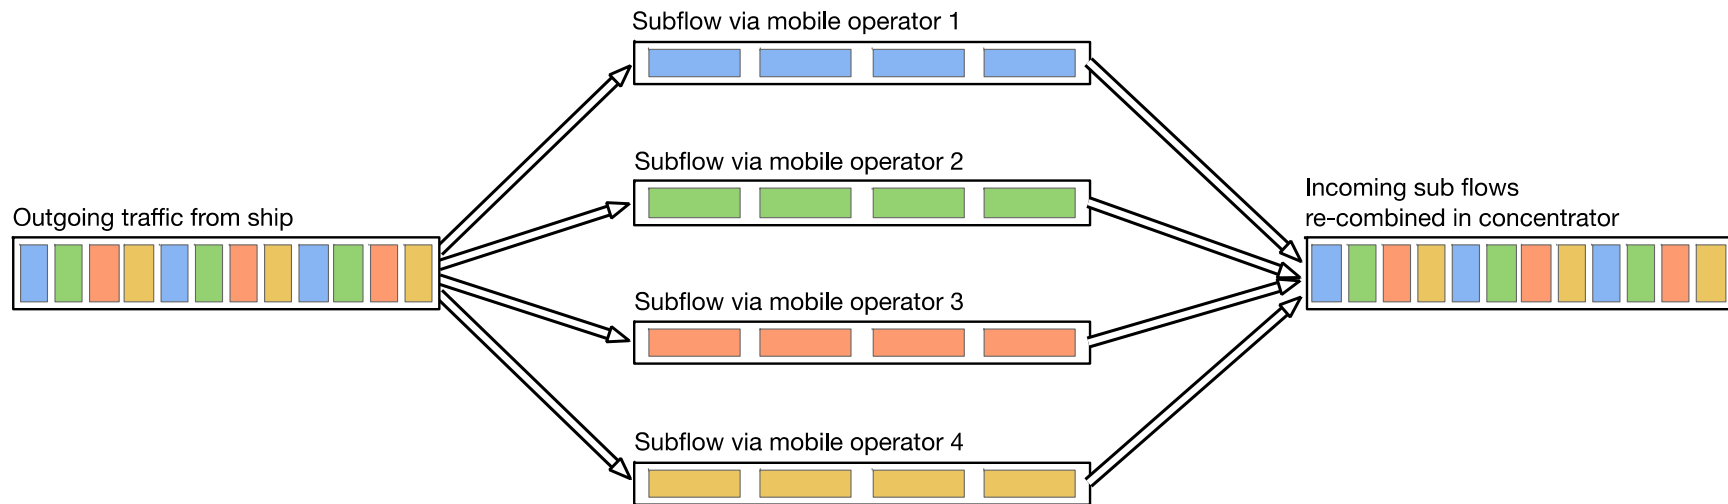 Subflow via mobile operator 1
Subflow via mobile operator 2
Outgoing traffic from ship
Incoming sub flows
re-combined in concentrator
Subflow via mobile operator 3
Subflow via mobile operator 4